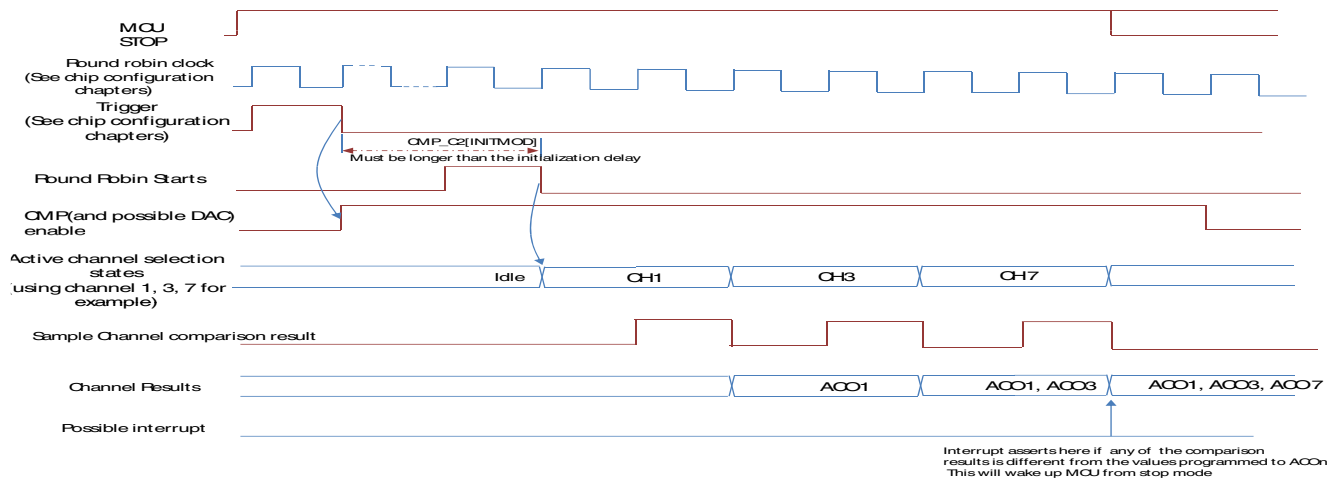 MCU
STOP
Round robin clock
(See chip configuration
chapters)
Trigger
(See chip configuration
chapters)
CMP_C2[INITMOD]
Must be longer than the initialization delay
Round Robin Starts
CMP(and possible DAC)
enable
Active channel selection
states
(using channel 1, 3, 7 for
example)
Idle
CH1
CH3
CH7
Sample Channel comparison result
Channel Results
ACO1
ACO1, ACO3
ACO1, ACO3, ACO7
Possible interrupt
Interrupt asserts here if any of the comparison
results is different from the values programmed to ACOn
This will wake up MCU from stop mode